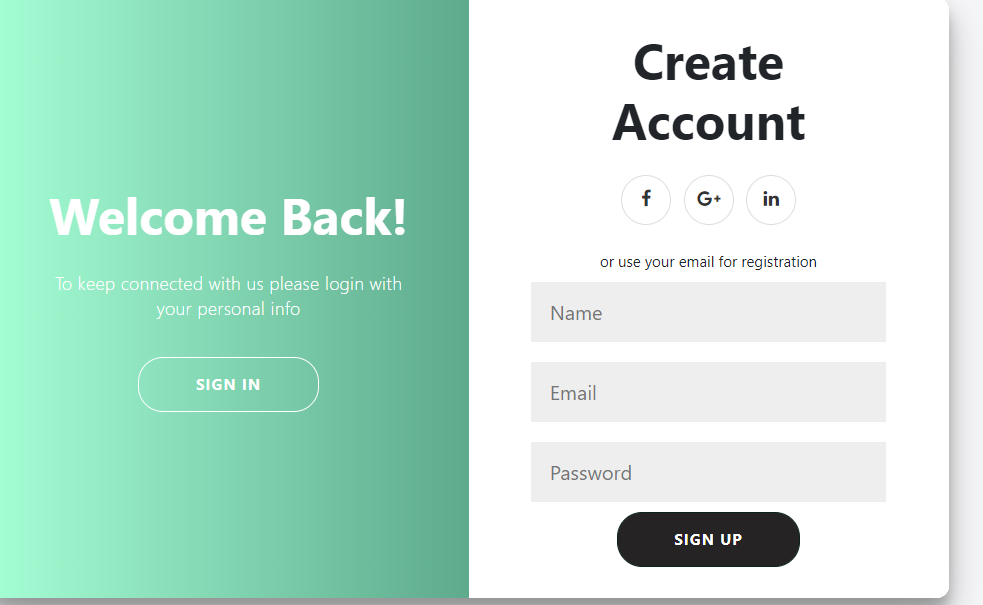 Welcome Back!
To keep connected with us please login with
your personal info
SIGN IN
Create
Account
f G+ in
or use your email for registration
Name
Email
Password
SIGN UP